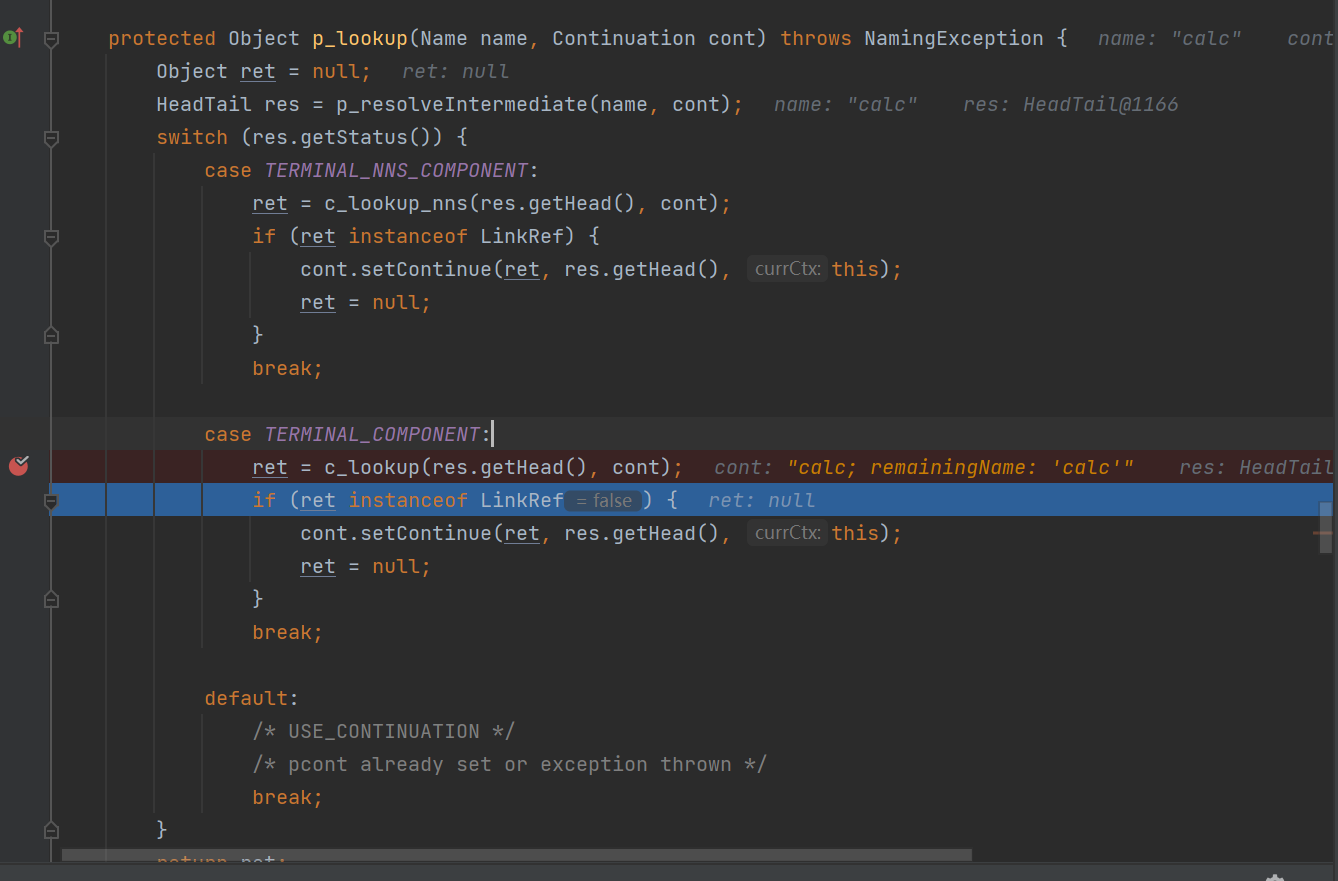 protected Object p_lookup(Name name, Continuation cont) throws NamingException {   name: "calc"    cont
Object ret = null;   ret: null
HeadTail res = p_resolveIntermediate(name, cont);   name: "calc"    res: HeadTail@1166
switch (res.getStatus()) {
case TERMINAL_NNS_COMPONENT:
ret = c_lookup_nns(res.getHead(), cont);
if (ret instanceof LinkRef) {
cont.setContinue(ret, res.getHead(), currCtx: this);
ret = null;
}
break;
case TERMINAL_COMPONENT:
ret = c_lookup(res.getHead(), cont);   cont: "calc; remainingName: 'calc'"    res: HeadTail
if (ret instanceof LinkRef = false ) {   ret: null
cont.setContinue(ret, res.getHead(), currCtx: this);
ret = null;
}
break;
default:
/* USE_CONTINUATION */
/* pcont already set or exception thrown */
break;
}
return ret;